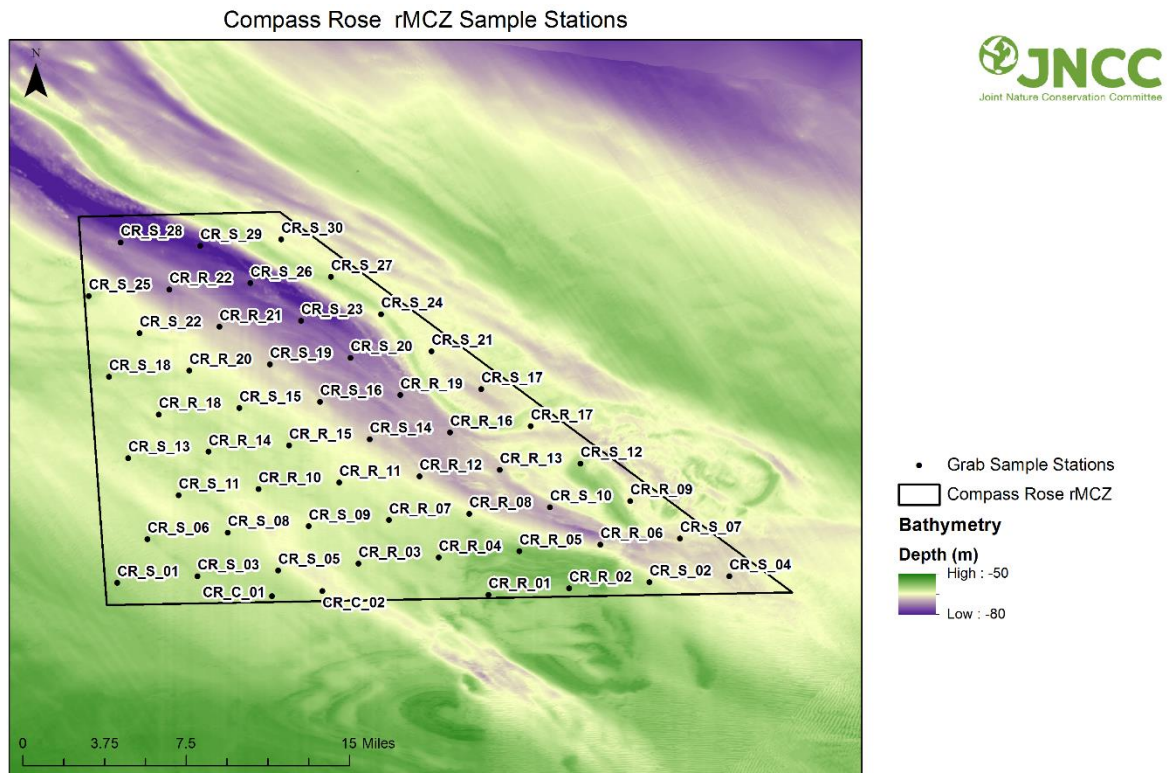 Compass Rose rMCZ Sample Stations
N
JNCC
Joint Nature Conservation Committee
CR_S_28
CR_S_29
CR_S_30
CR_S_25
CR_R_22
CR_S_26
CR_S_27
CR_S_22
CR_R_21
CR_S_23
CR_S_24
CR_S_18
CR_R_20
CR_S_19
CR_S_20
CR_S_21
CR_R_18
CR_S_15
CR_S_16
CR_R_19
CR_S_17
CR_S_13
CR_R_14
CR_R_15
CR_S_14
CR_R_16
CR_R_17
CR_S_11
CR_R_10
CR_R_11
CR_R_12
CR_R_13
CR_S_12
CR_S_06
CR_S_08
CR_S_09
CR_R_07
CR_R_08
CR_S_10
CR_R_09
CR_S_01
CR_S_03
CR_S_05
CR_R_03
CR_R_04
CR_R_05
CR_R_06
CR_S_07
CR_C_01
CR_C_02
CR_R_01
CR_R_02
CR_S_02
CR_S_04
Grab Sample Stations
Compass Rose rMCZ
Bathymetry
Depth (m)
High : -50
Low : -80
0 3.75 7.5 15 Miles